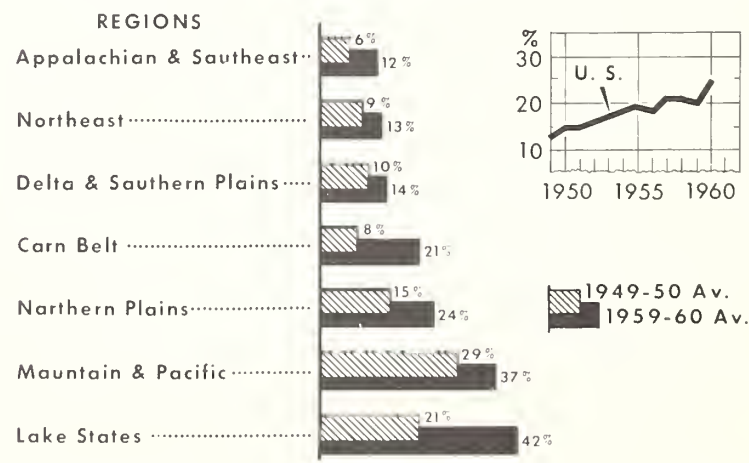 REGIONS
Appalachian & Sautheast
6%
12%
Northeast
9%
13%
Delta & Sauthern Plains
10%
14%
Carn Belt
8%
21%
Narthern Plains
15%
24%
Mauntain & Pacific
29%
37%
Lake States
21%
42%
%
30
20
10
U. S.
1950 1955 1960
1949-50 Av.
1959-60 Av.